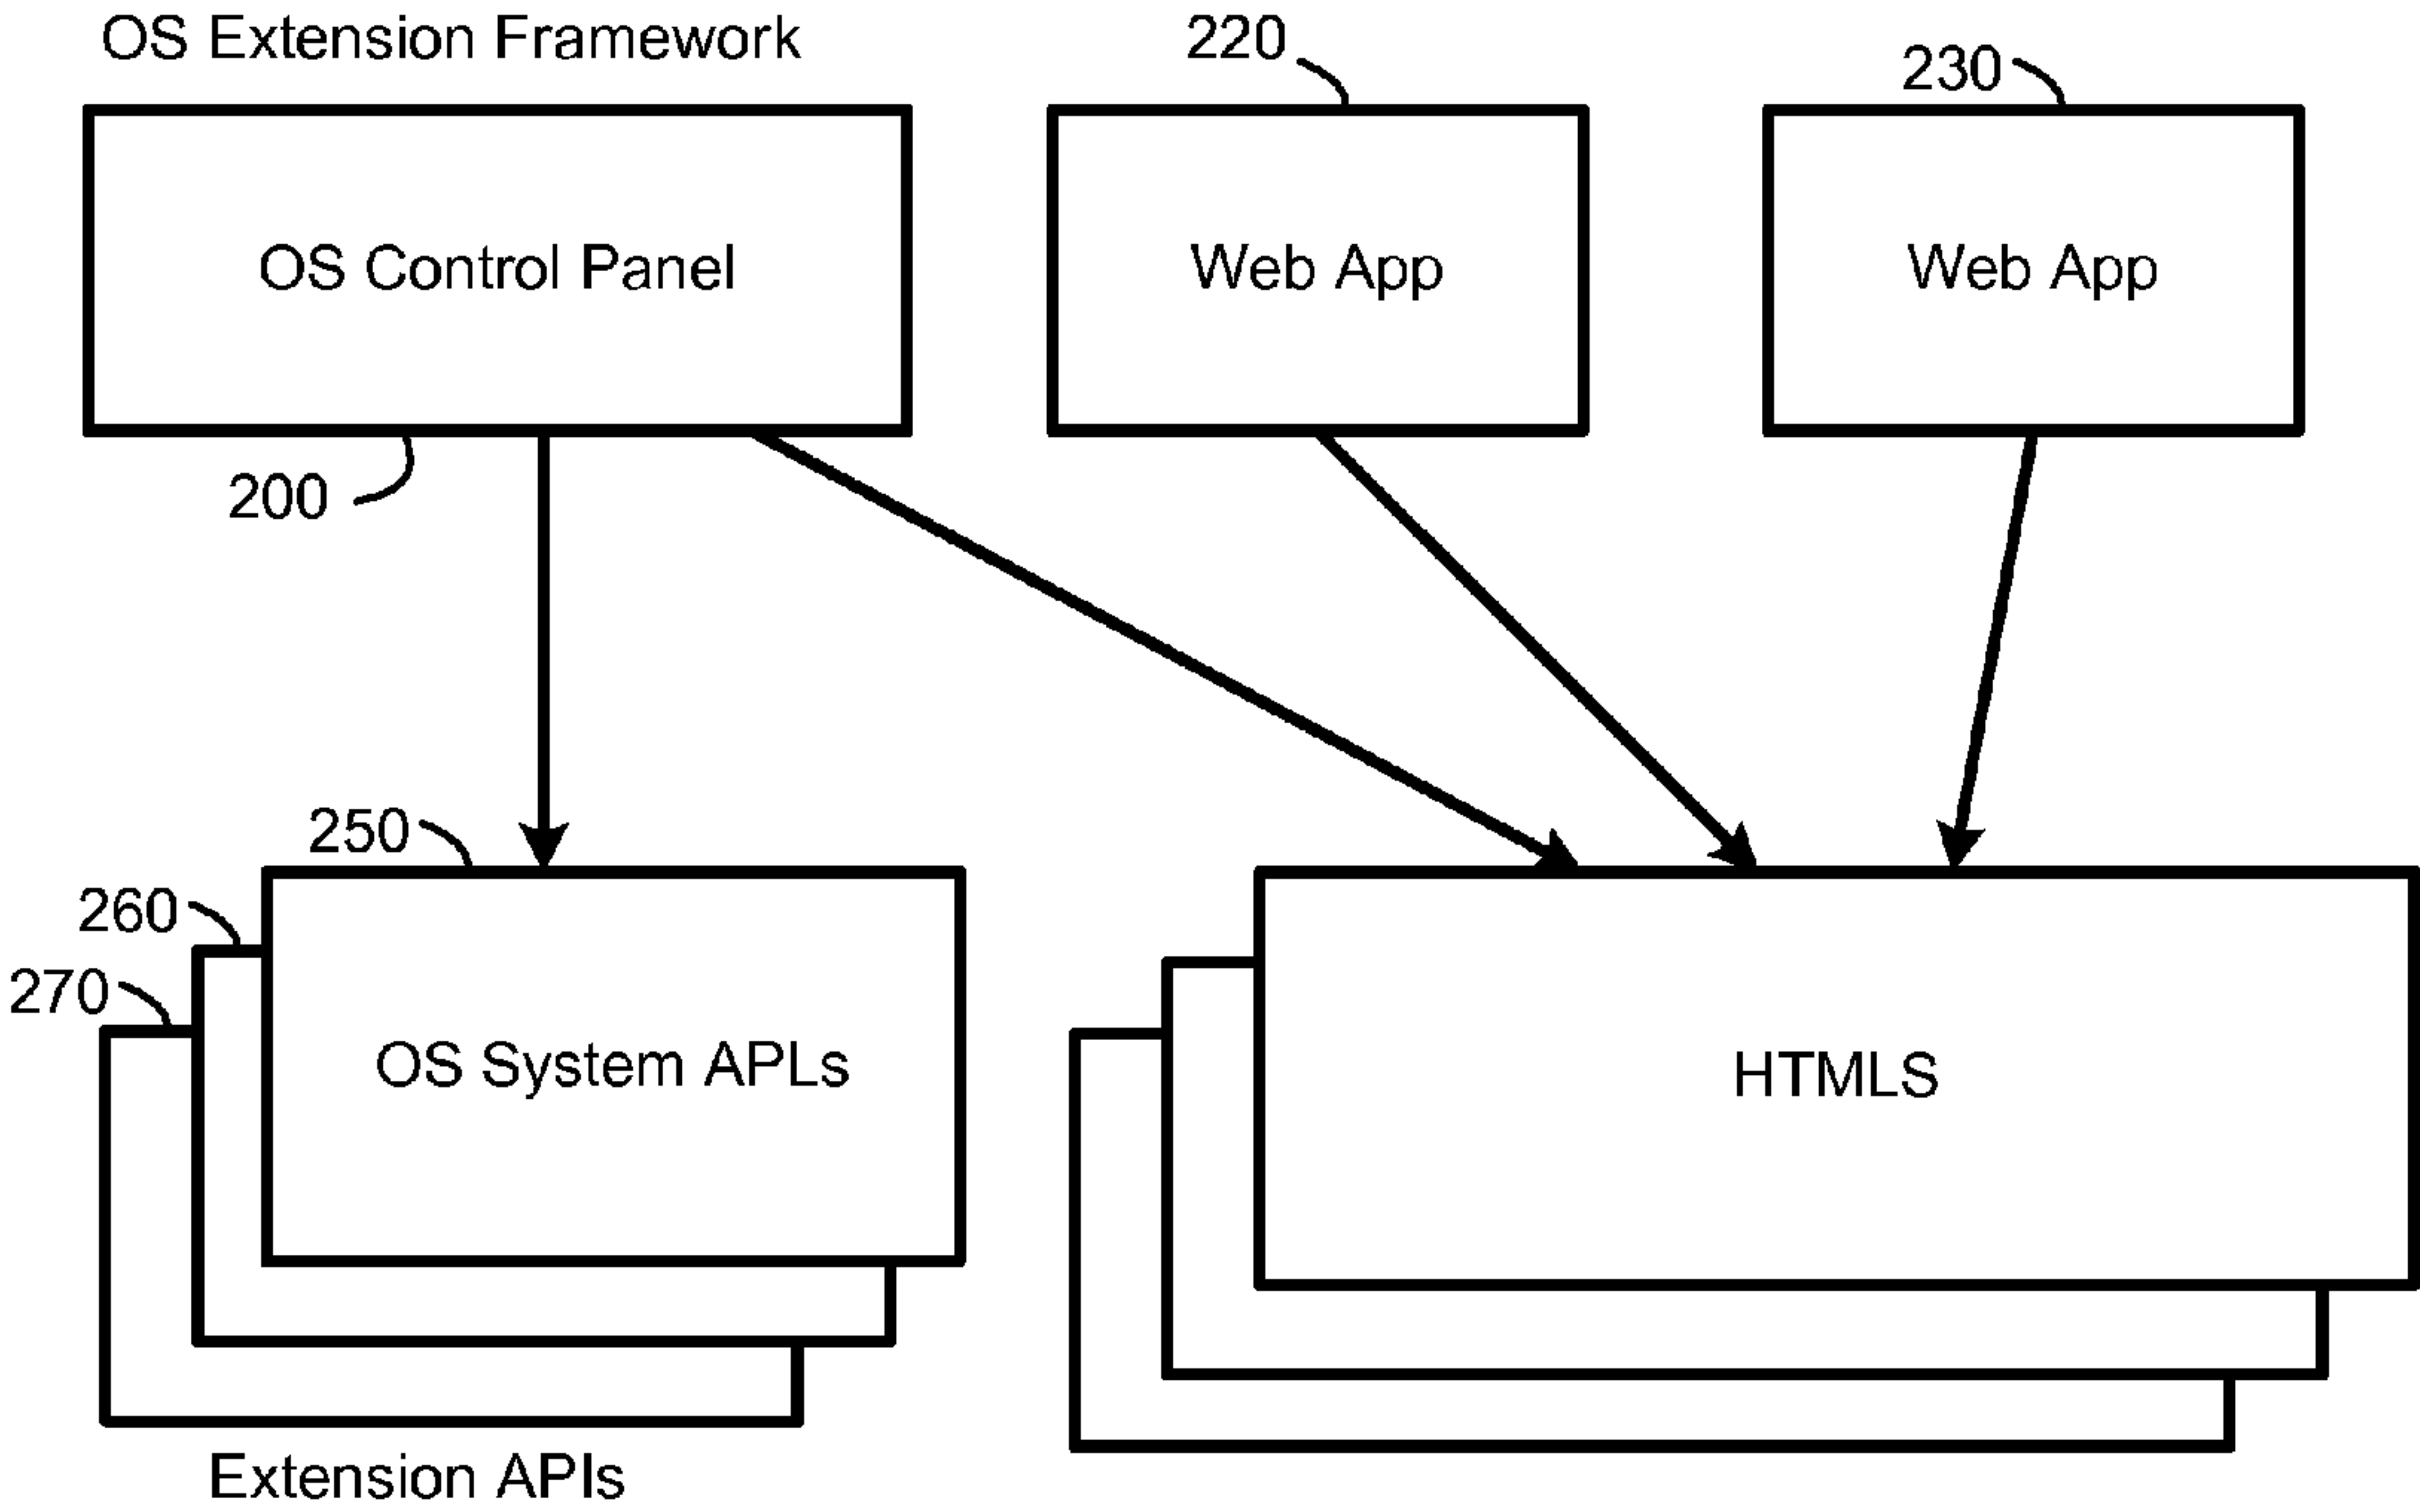 OS Extension Framework
220
230
OS Control Panel
Web App
Web App
200
250
260
270
OS System APLs
HTMLS
Extension APIs